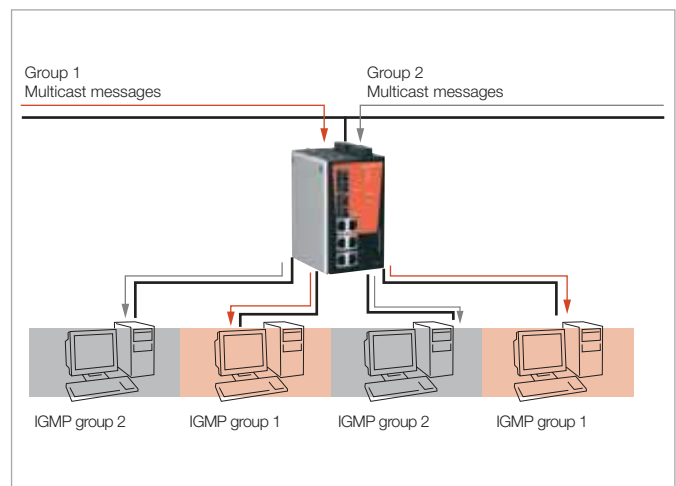 Group 1
Multicast messages
Group 2
Multicast messages
IGMP group 2
IGMP group 1
IGMP group 2
IGMP group 1